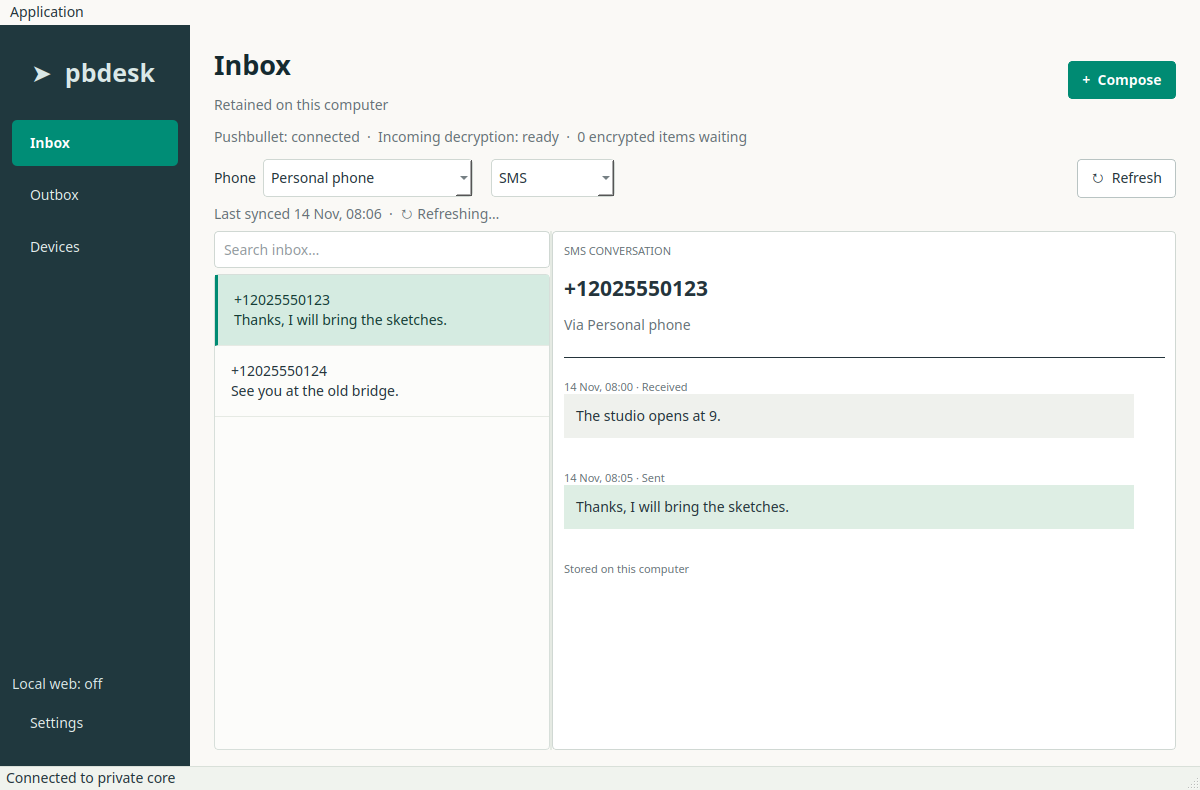 Application
➤ pbdesk
Inbox
Outbox
Devices
Local web: off
Settings
Inbox
+ Compose
Retained on this computer
Pushbullet: connected · Incoming decryption: ready · 0 encrypted items waiting
Phone Personal phone SMS ↻ Refresh
Last synced 14 Nov, 08:06 · ↻ Refreshing...
Search inbox...
+12025550123
Thanks, I will bring the sketches.
+12025550124
See you at the old bridge.
SMS CONVERSATION
+12025550123
Via Personal phone
14 Nov, 08:00 · Received
The studio opens at 9.
14 Nov, 08:05 · Sent
Thanks, I will bring the sketches.
Stored on this computer
Connected to private core